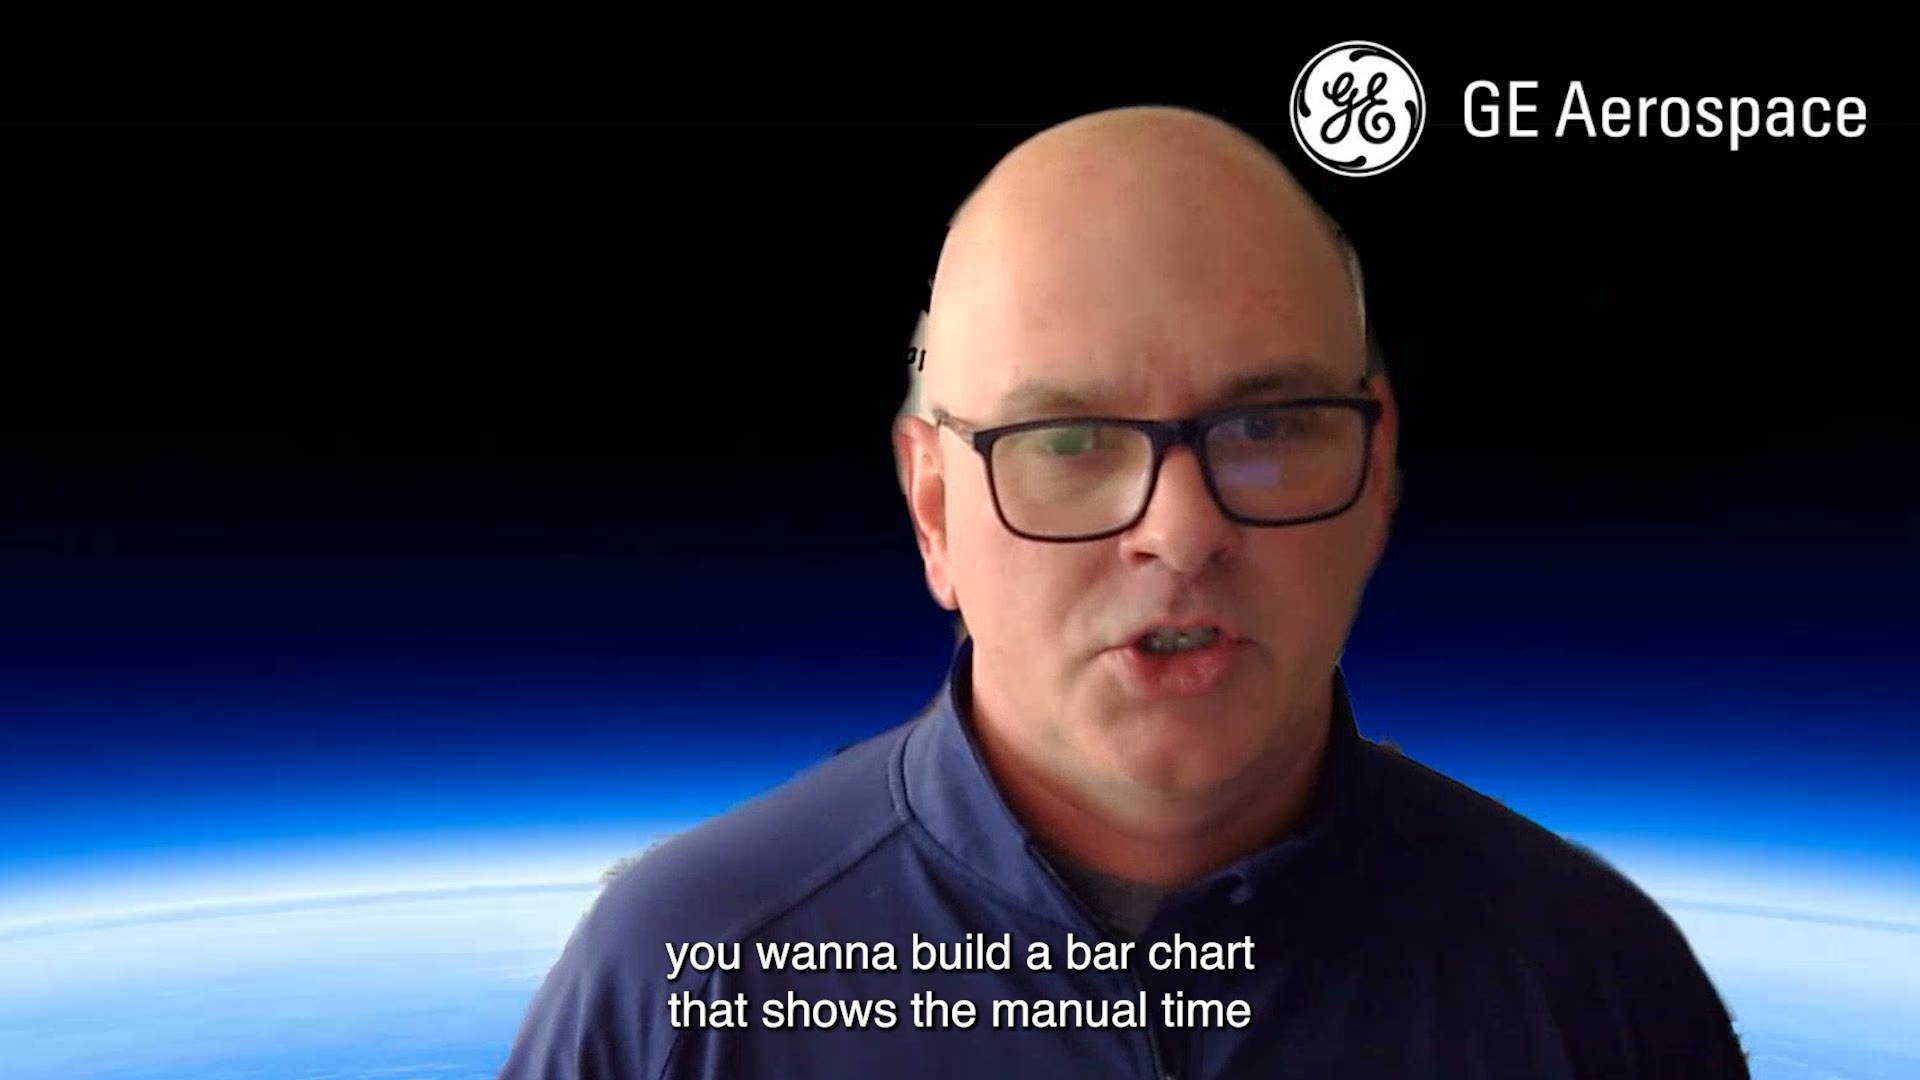 GE Aerospace
you wanna build a bar chart
that shows the manual time